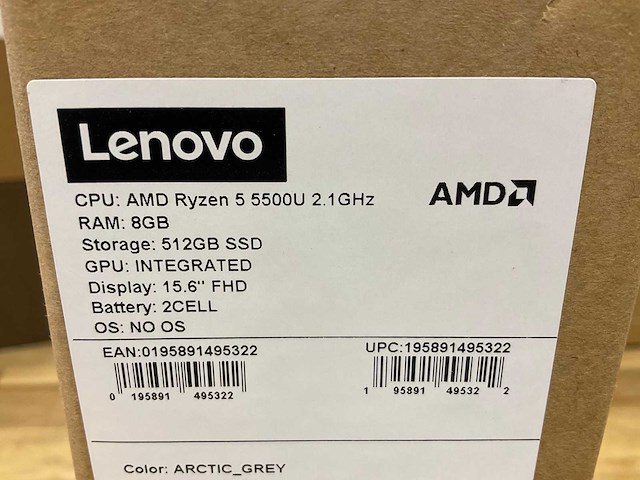 Lenovo
CPU: AMD Ryzen 5 5500U 2.1GHz
AMD
RAM: 8GB
Storage: 512GB SSD
GPU: INTEGRATED
Display: 15.6" FHD
Battery: 2CELL
OS: NO OS
EAN:0195891495322
UPC:195891495322
0 195891 495322
1 95891 49532 2
Color: ARCTIC_GREY